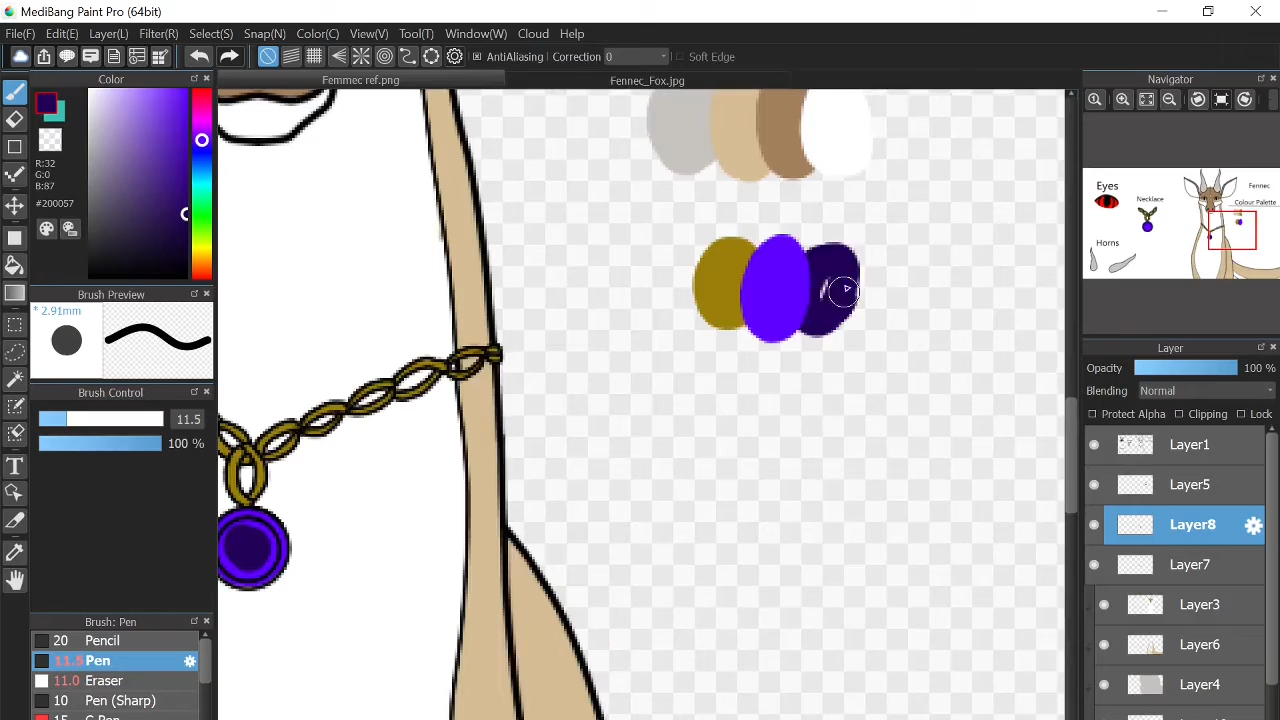 MediBang Paint Pro (64bit)
File(F) Edit(E) Layer(L) Filter(R) Select(S) Snap(N) Color(C) View(V) Tool(T) Window(W) Cloud Help
AntiAliasing Correction 0 Soft Edge
Color
Femmec ref.png
Fennec_Fox.jpg
Navigator
R:32
G:0
B:87
#200057
Eyes
Necklace
Fennec
Colour Palette
Horns
Brush Preview
* 2.91mm
Brush Control
11.5
100 %
Layer
Opacity 100 %
Blending Normal
Protect Alpha Clipping Lock
Layer1
Layer5
Layer8
Layer7
Layer3
Layer6
Layer4
Brush: Pen
20 Pencil
11.5 Pen
11.0 Eraser
10 Pen (Sharp)